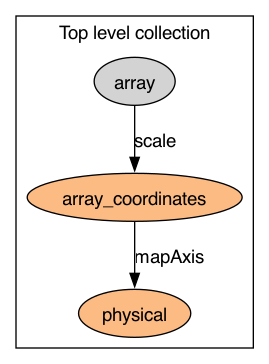 Top level collection
array
scale
array_coordinates
mapAxis
physical